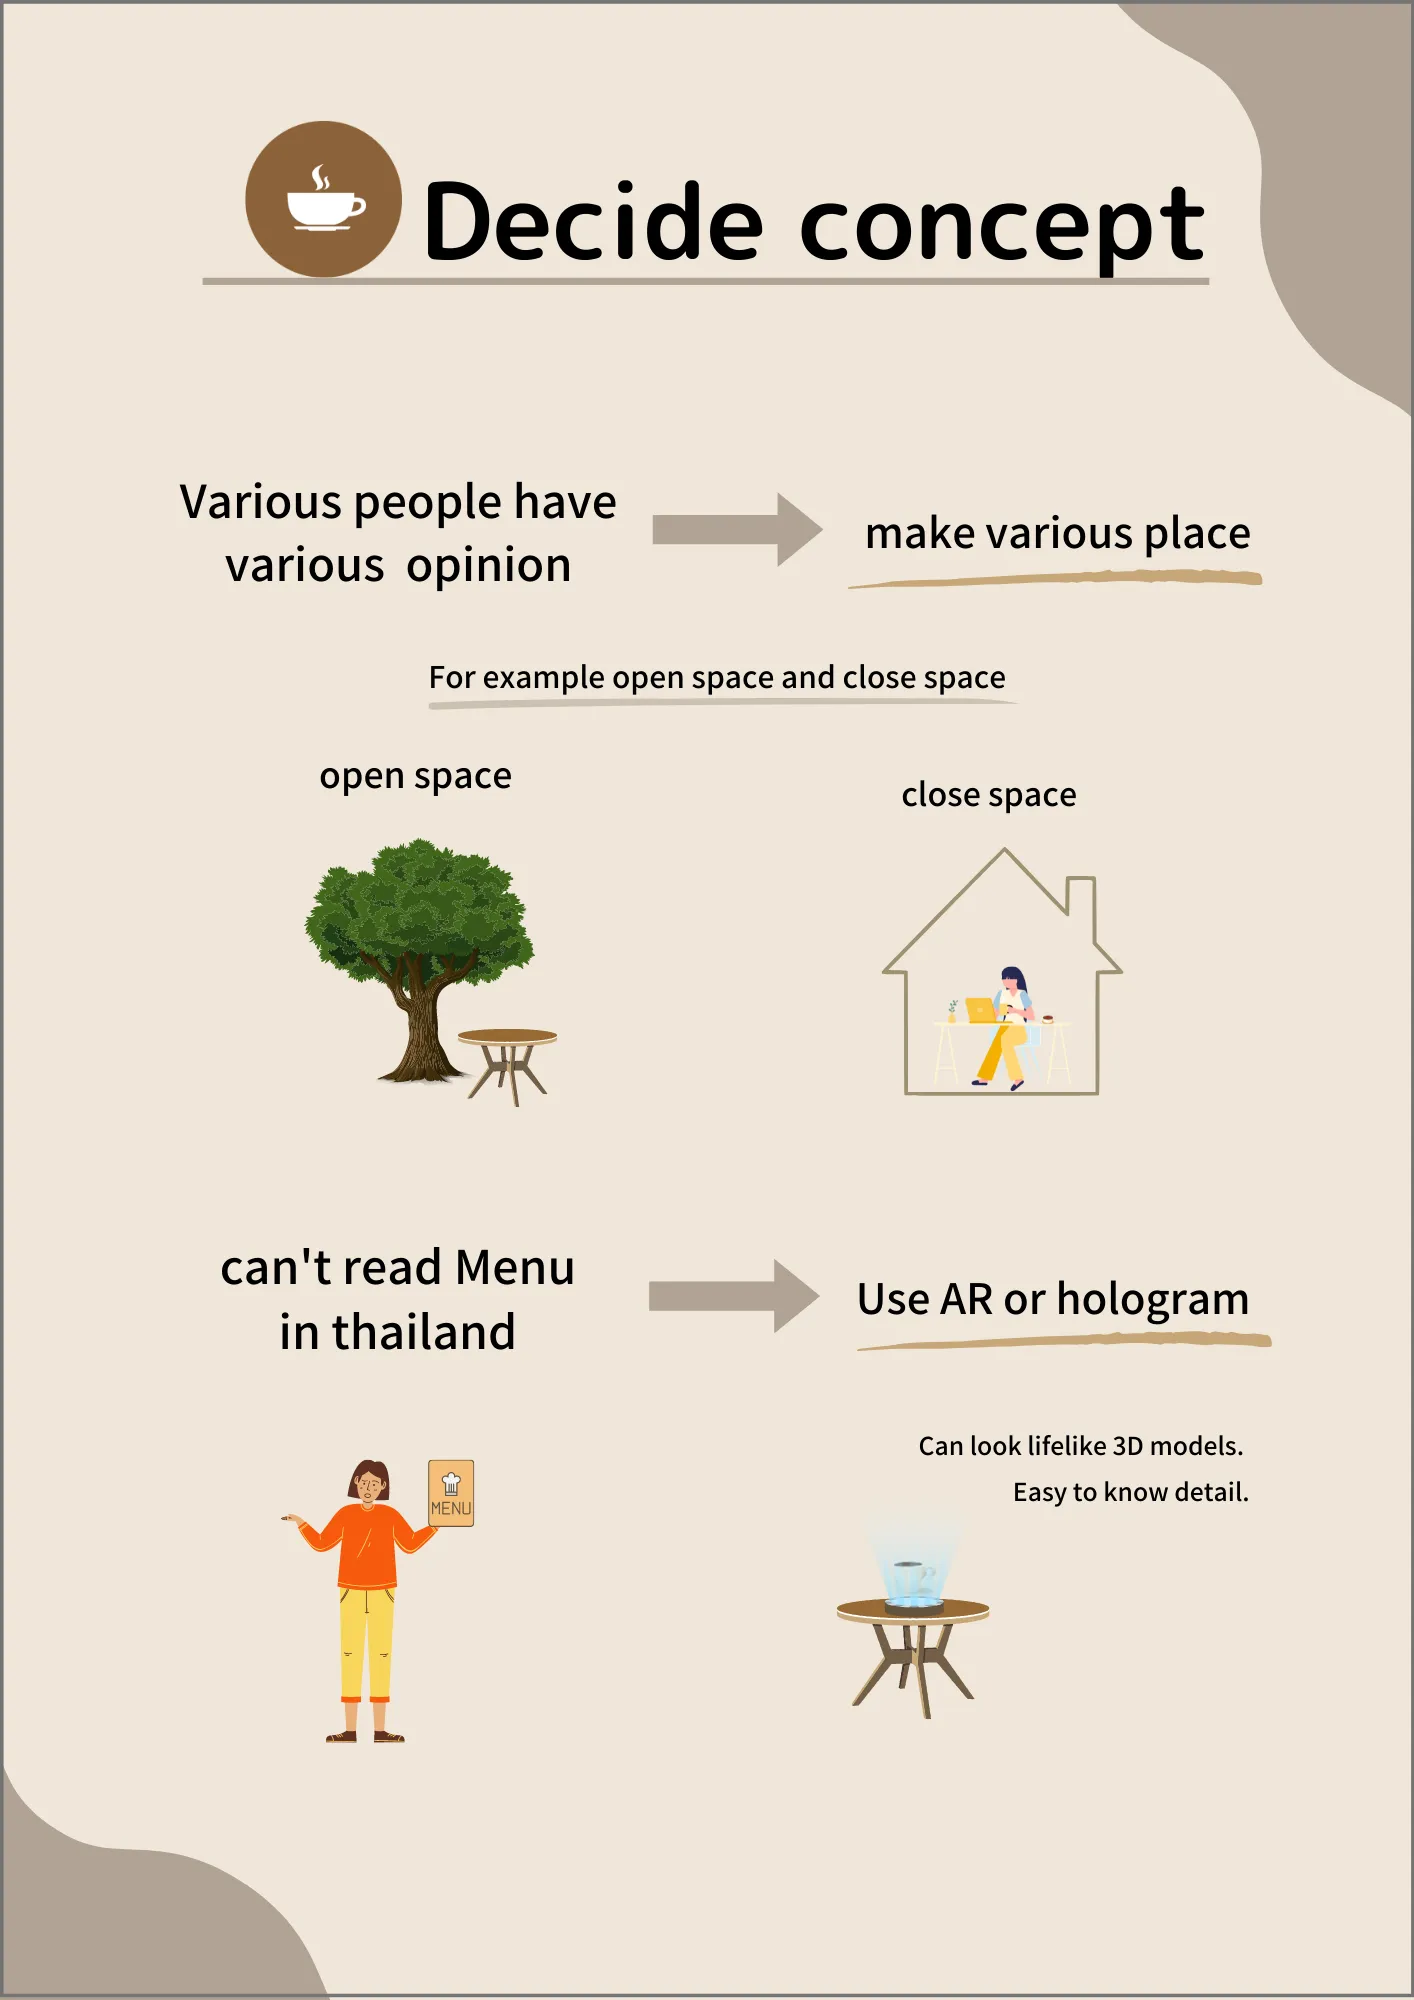 Decide concept
Various people have
various opinion
make various place
For example open space and close space
open space
close space
can't read Menu
in thailand
Use AR or hologram
Can look lifelike 3D models.
Easy to know detail.
MENU